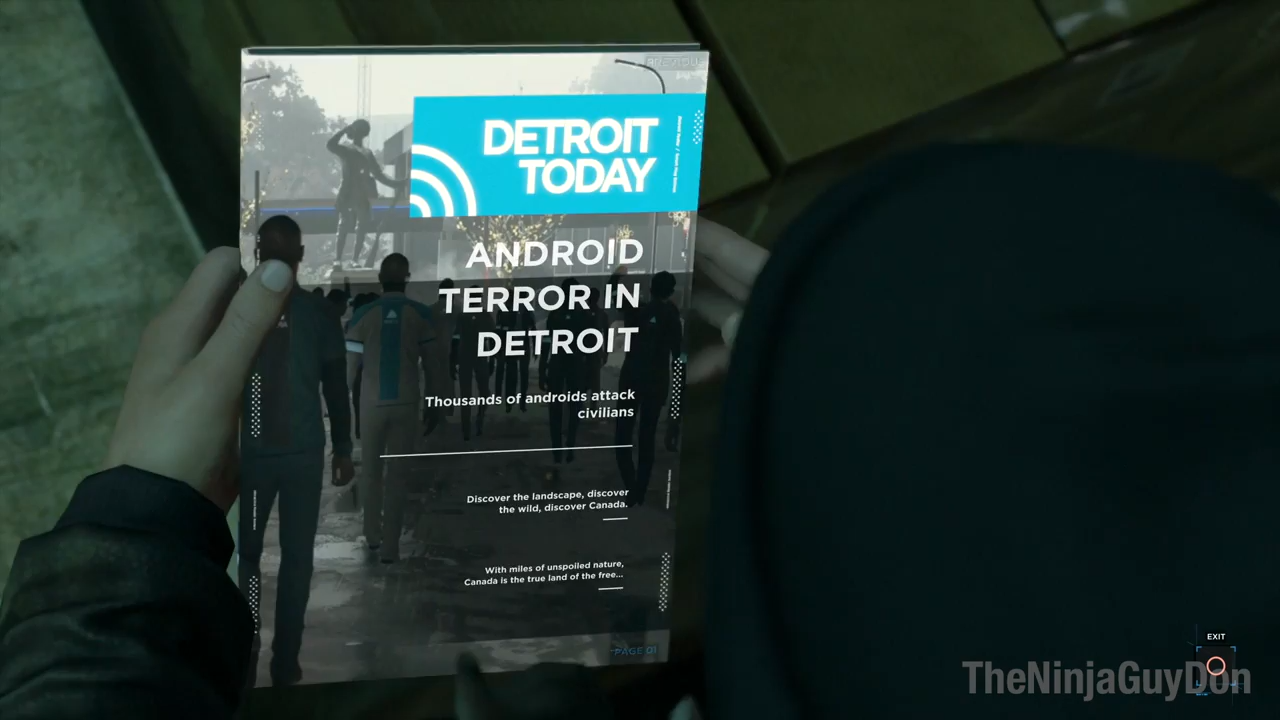 PREVIOUS
DETROIT
TODAY
ANDROID
TERROR IN
DETROIT
Thousands of androids attack
civilians
Discover the landscape, discover
the wild, discover Canada.
With miles of unspoiled nature,
Canada is the true land of the free...
PAGE 01
EXIT
TheNinjaGuyDon